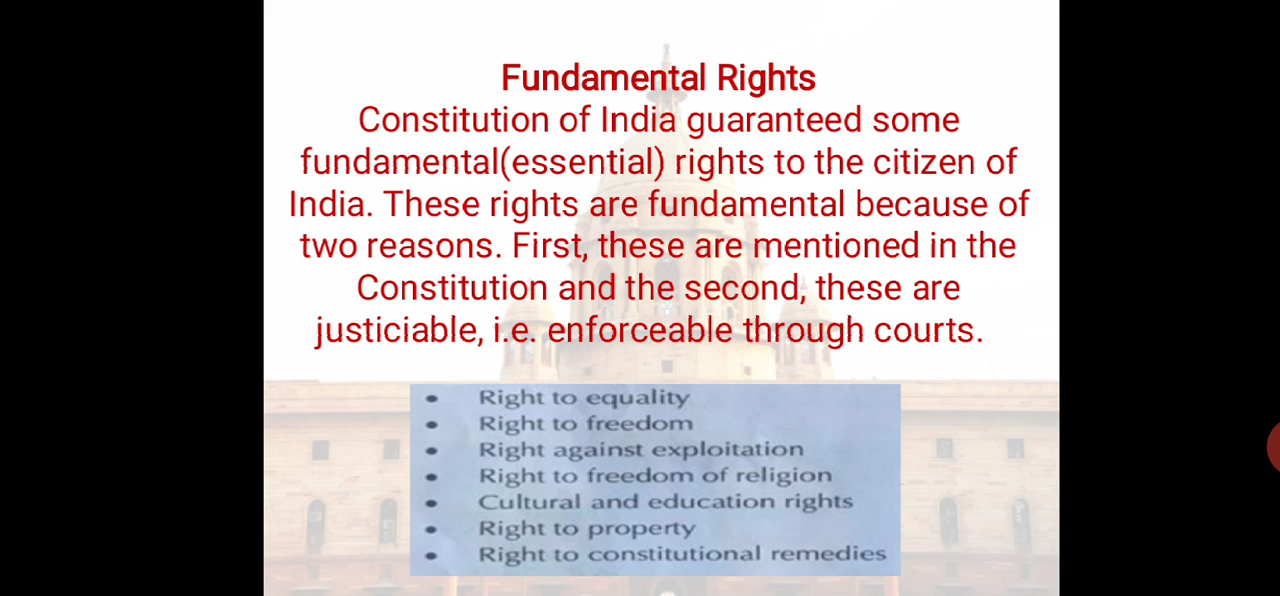 Fundamental Rights
Constitution of India guaranteed some
fundamental(essential) rights to the citizen of
India. These rights are fundamental because of
two reasons. First, these are mentioned in the
Constitution and the second, these are
justiciable, i.e. enforceable through courts.
• Right to equality
• Right to freedom
• Right against exploitation
• Right to freedom of religion
• Cultural and education rights
• Right to property
• Right to constitutional remedies